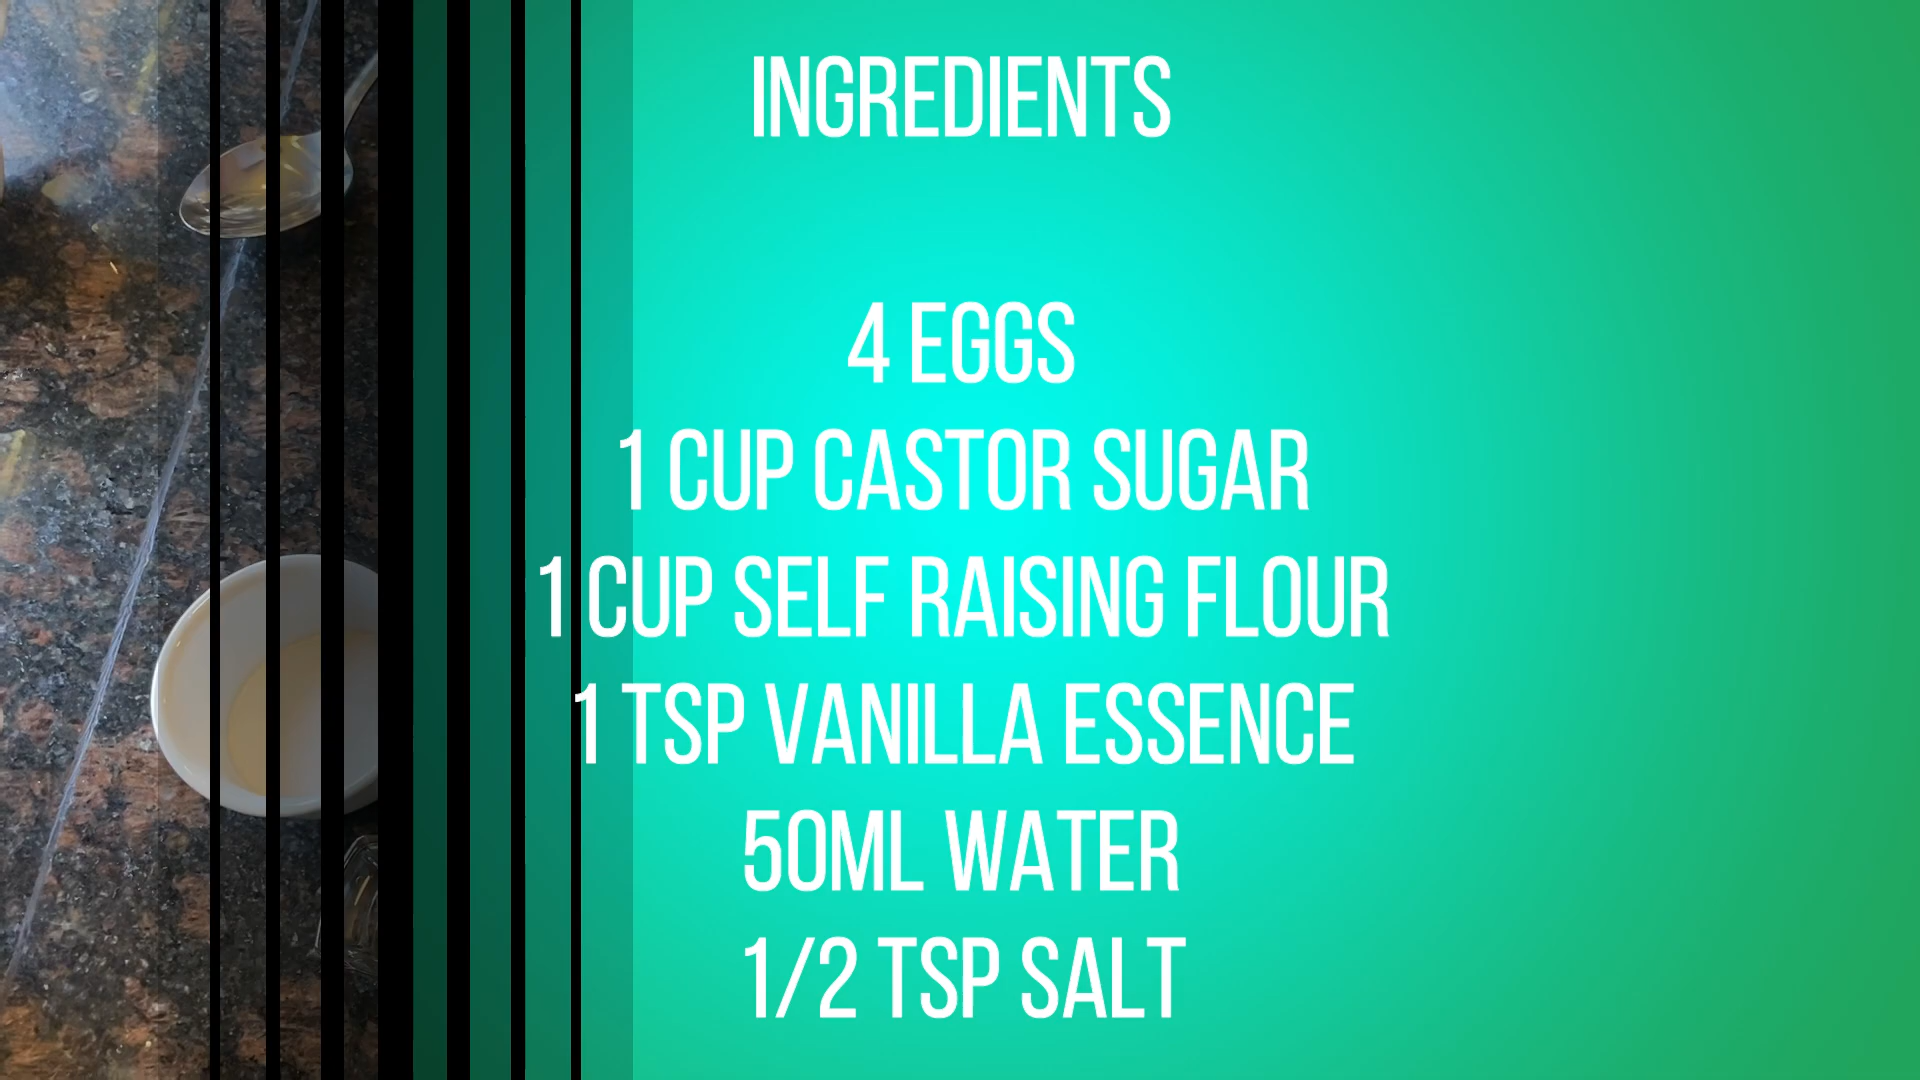 INGREDIENTS
4 EGGS
1 CUP CASTOR SUGAR
1 CUP SELF RAISING FLOUR
1 TSP VANILLA ESSENCE
50ML WATER
1/2 TSP SALT